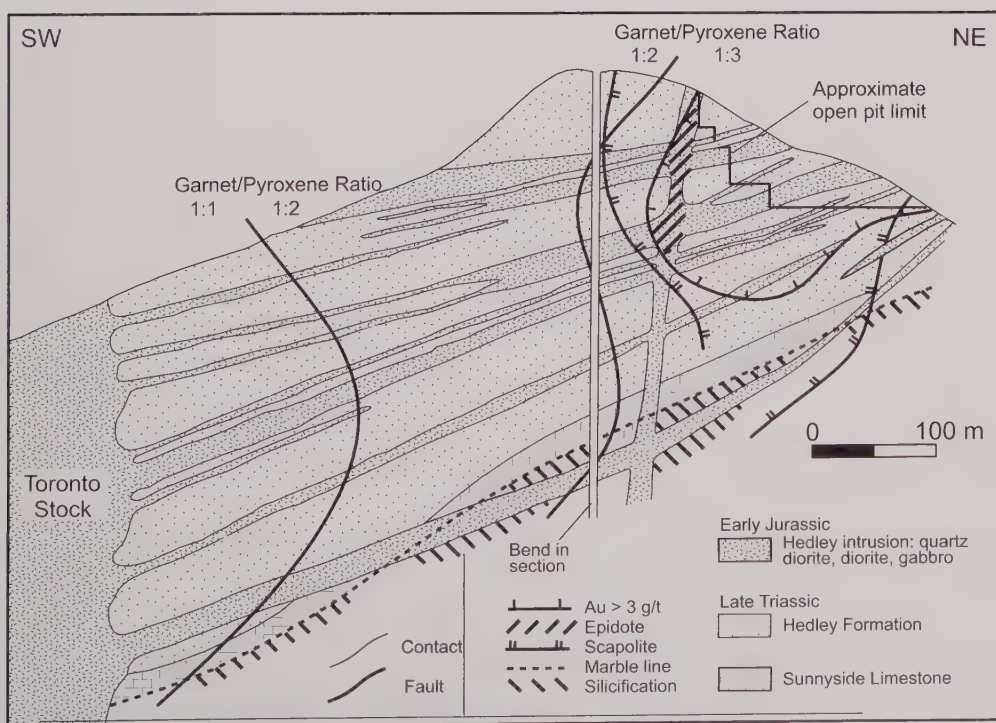 SW
NE
Garnet/Pyroxene Ratio
1:2 1:3
Approximate
open pit limit
Garnet/Pyroxene Ratio
1:1 1:2
0 100 m
Toronto
Stock
Bend in
section
Contact
Fault
Au > 3 g/t
Epidote
Scapolite
Marble line
Silicification
Early Jurassic
Hedley intrusion: quartz
diorite, diorite, gabbro
Late Triassic
Hedley Formation
Sunnyside Limestone